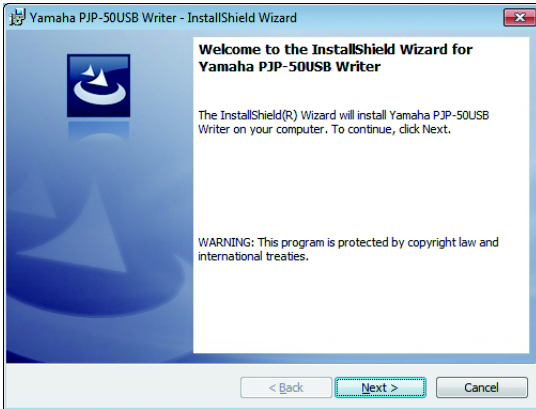 Yamaha PJP-50USB Writer - InstallShield Wizard
Welcome to the InstallShield Wizard for
Yamaha PJP-50USB Writer
The InstallShield(R) Wizard will install Yamaha PJP-50USB
Writer on your computer. To continue, click Next.
WARNING: This program is protected by copyright law and
international treaties.
< Back
Next >
Cancel